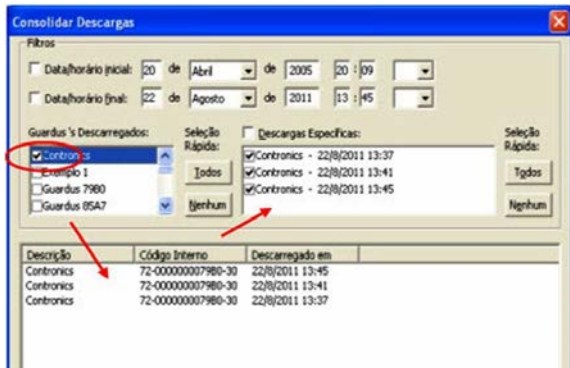 Consolidar Descargas
Filtros
Data/horário inicial: 20 de Abril de 2005 20 : 09
Data/horário final: 22 de Agosto de 2011 13 : 45
Guardus 's Descarregados: Seleção Rápida: Descargas Específicas: Seleção Rápida:
Contronics Contronics - 22/8/2011 13:37
Exemplo 1 Todos Contronics - 22/8/2011 13:41 Todos
Guardus 79B0 Contronics - 22/8/2011 13:45
Guardus 85A7 Nenhum Nenhum
Descrição Código Interno Descarregado em
Contronics 72-0000000079B0-30 22/8/2011 13:45
Contronics 72-0000000079B0-30 22/8/2011 13:41
Contronics 72-0000000079B0-30 22/8/2011 13:37